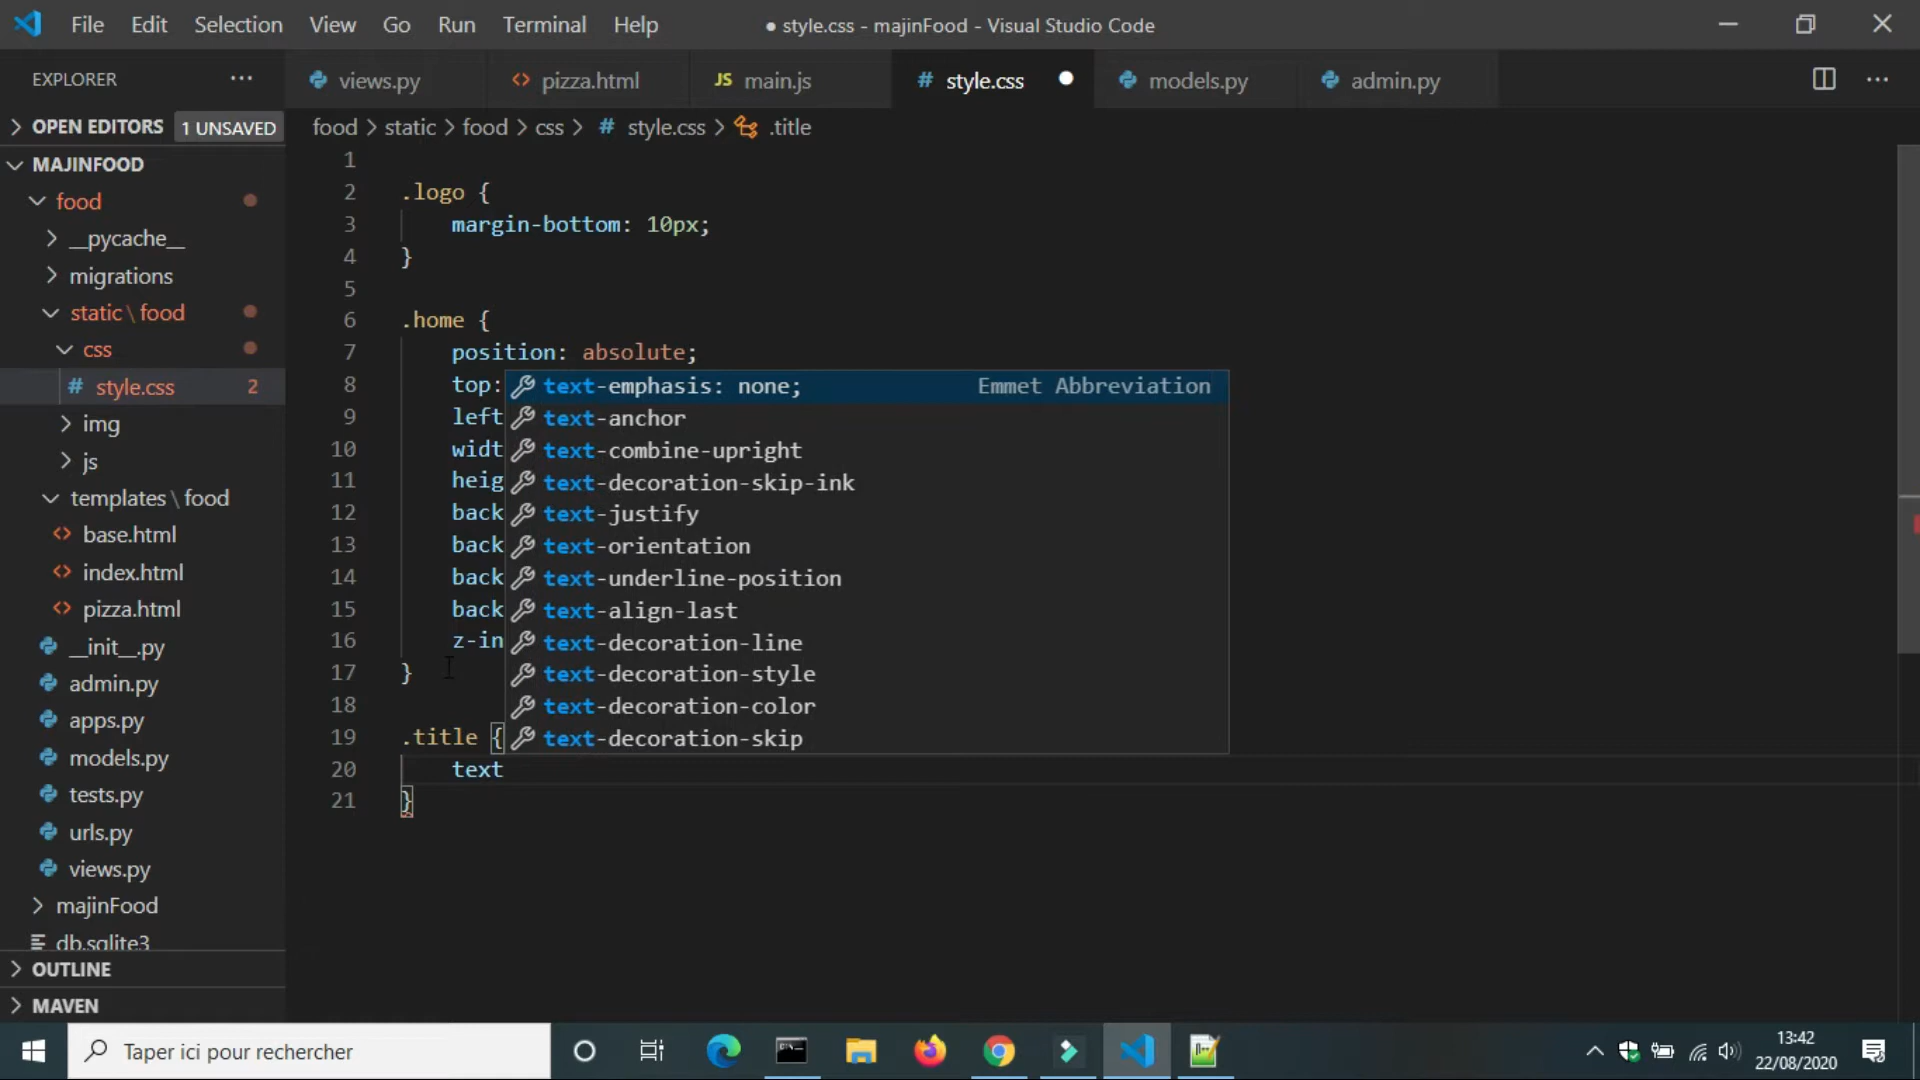 File Edit Selection View Go Run Terminal Help ● style.css - majinFood - Visual Studio Code
EXPLORER ···
views.py <> pizza.html JS main.js # style.css ● models.py admin.py ···
> OPEN EDITORS 1 UNSAVED
food > static > food > css > # style.css > .title
MAJINFOOD
food
__pycache__
migrations
static \ food
css
# style.css 2
img
js
templates \ food
<> base.html
<> index.html
<> pizza.html
__init__.py
admin.py
apps.py
models.py
tests.py
urls.py
views.py
majinFood
db.sqlite3
OUTLINE
MAVEN
1
2 .logo {
3 margin-bottom: 10px;
4 }
5
6 .home {
7 position: absolute;
8 top:
9 left
10 widt
11 heig
12 back
13 back
14 back
15 back
16 z-in
17 }
18
19 .title {
20 text
21 }
text-emphasis: none; Emmet Abbreviation
text-anchor
text-combine-upright
text-decoration-skip-ink
text-justify
text-orientation
text-underline-position
text-align-last
text-decoration-line
text-decoration-style
text-decoration-color
text-decoration-skip
Taper ici pour rechercher
13:42
22/08/2020